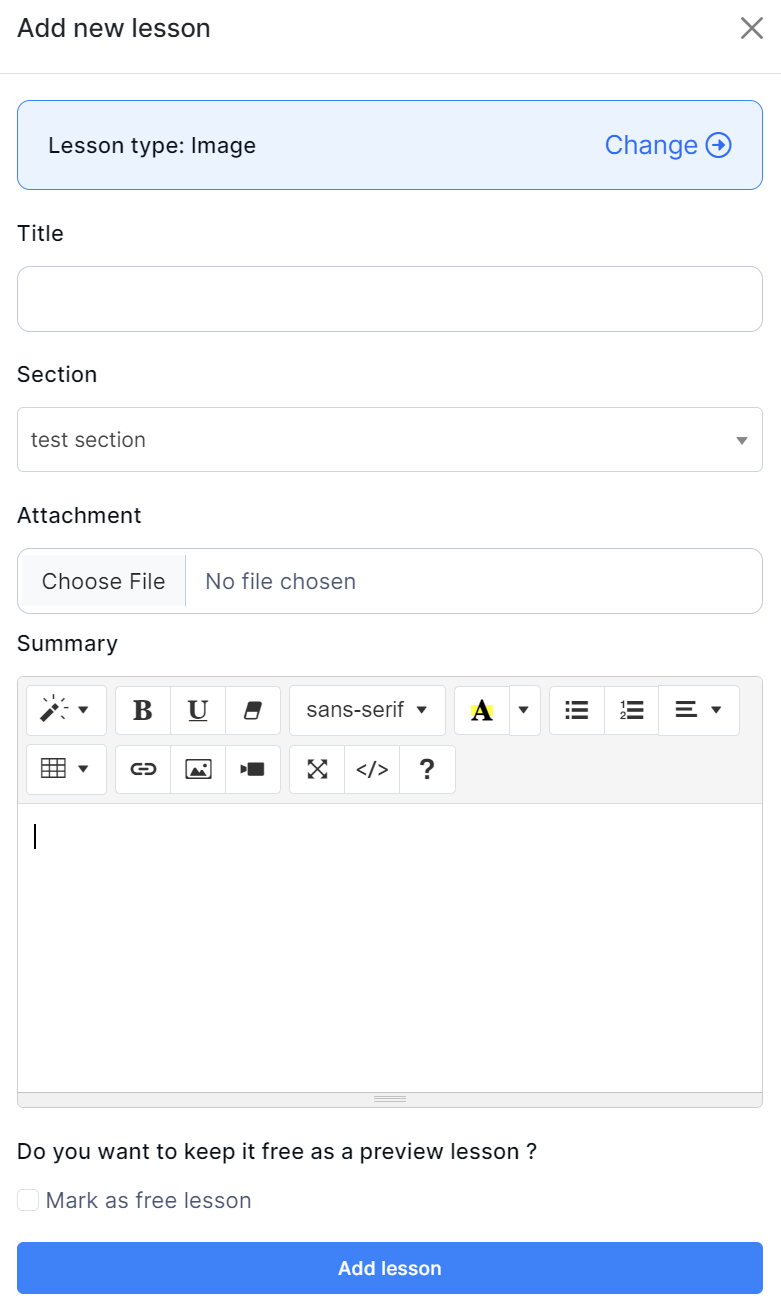 Add new lesson
Lesson type: Image
Change
Title
Section
test section
Attachment
Choose File No file chosen
Summary
B U sans-serif A
</> ?
Do you want to keep it free as a preview lesson ?
Mark as free lesson
Add lesson